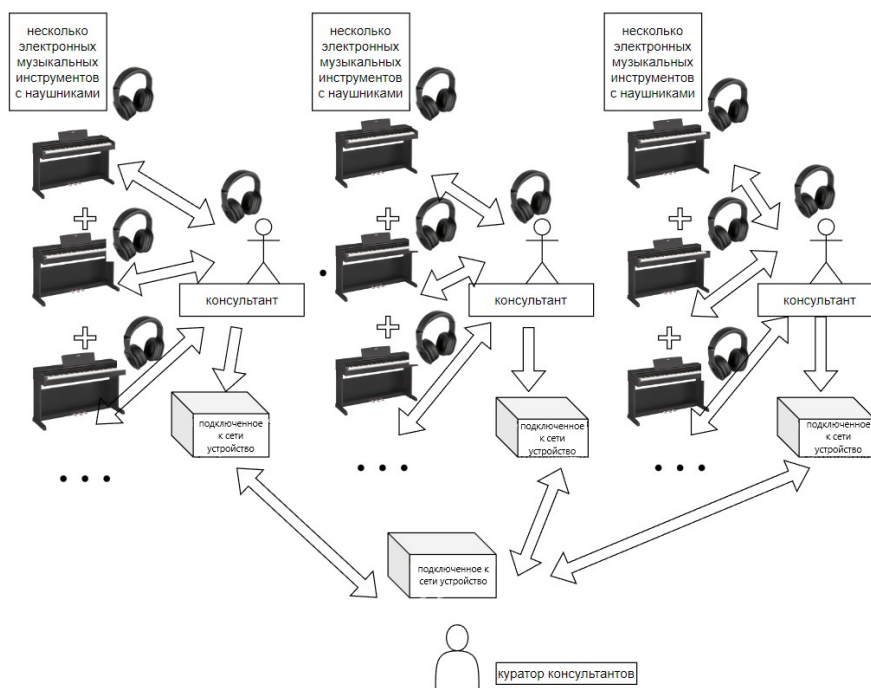 несколько
электронных
музыкальных
инструментов
с наушниками
несколько
электронных
музыкальных
инструментов
с наушниками
несколько
электронных
музыкальных
инструментов
с наушниками
консультант
консультант
консультант
подключенное
к сети
устройство
подключенное
к сети
устройство
подключенное
к сети
устройство
подключенное к
сети устройство
куратор консультантов